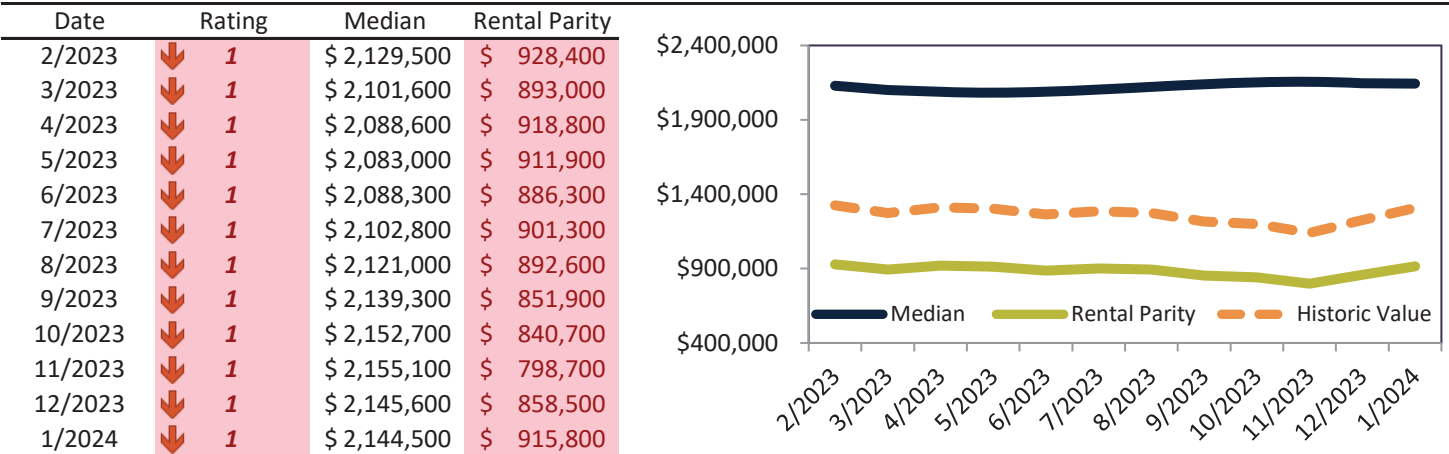 Date Rating Median Rental Parity
2/2023 1 $ 2,129,500 $ 928,400
3/2023 1 $ 2,101,600 $ 893,000
4/2023 1 $ 2,088,600 $ 918,800
5/2023 1 $ 2,083,000 $ 911,900
6/2023 1 $ 2,088,300 $ 886,300
7/2023 1 $ 2,102,800 $ 901,300
8/2023 1 $ 2,121,000 $ 892,600
9/2023 1 $ 2,139,300 $ 851,900
10/2023 1 $ 2,152,700 $ 840,700
11/2023 1 $ 2,155,100 $ 798,700
12/2023 1 $ 2,145,600 $ 858,500
1/2024 1 $ 2,144,500 $ 915,800
$2,400,000
$1,900,000
$1,400,000
$900,000
$400,000
Median Rental Parity Historic Value
2/2023 3/2023 4/2023 5/2023 6/2023 7/2023 8/2023 9/2023 10/2023 11/2023 12/2023 1/2024